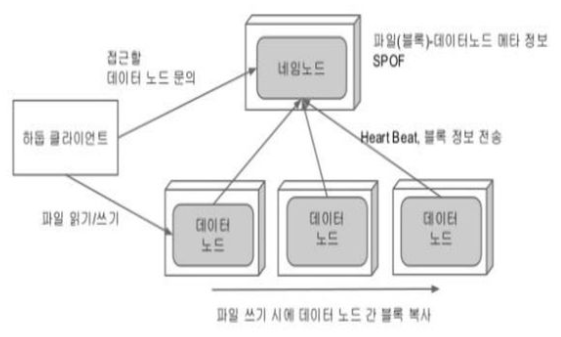 파일(블록)-데이터노드 메타 정보
SPOF
접근할
데이터 노드 문의
네임노드
하둡 클라이언트
Heart Beat, 블록 정보 전송
파일 읽기/쓰기
데이터
노드
데이터
노드
데이터
노드
파일 쓰기 시에 데이터 노드 간 블록 복사